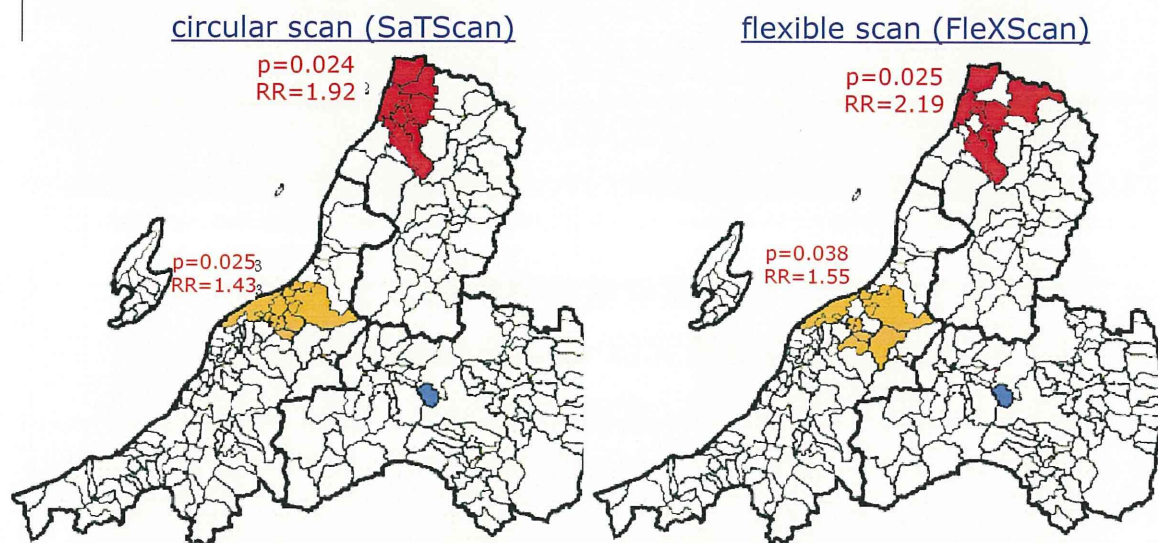 circular scan (SaTScan)
p=0.024
RR=1.92
p=0.025
RR=1.43
flexible scan (FleXScan)
p=0.025
RR=2.19
p=0.038
RR=1.55